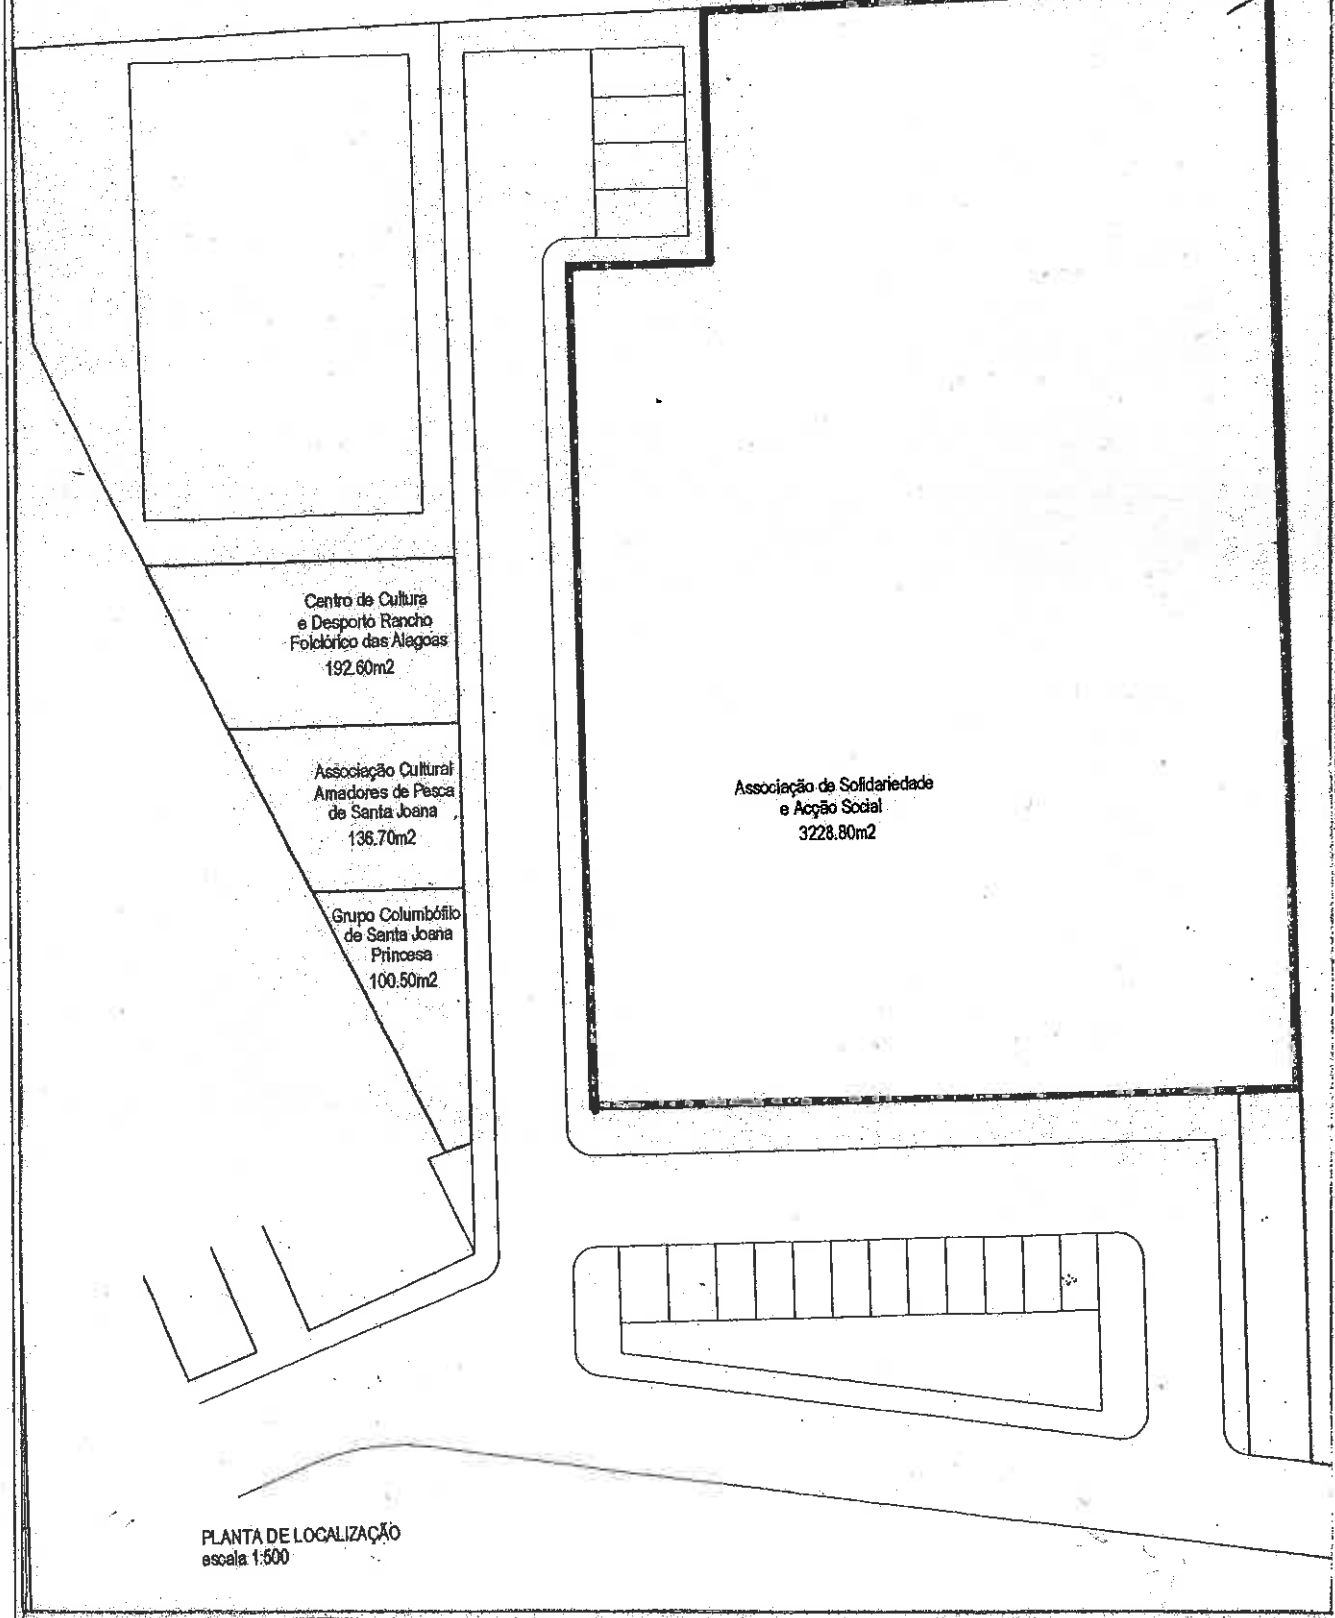 Centro de Cultura
e Desporto Rancho
Folclórico das Alagoas
192.60m2
Associação Cultural
Amadores de Pesca
de Santa Joana
136.70m2
Grupo Columbófilo
de Santa Joana
Princesa
100.50m2
Associação de Solidariedade
e Acção Social
3228.80m2
PLANTA DE LOCALIZAÇÃO
escala 1:500